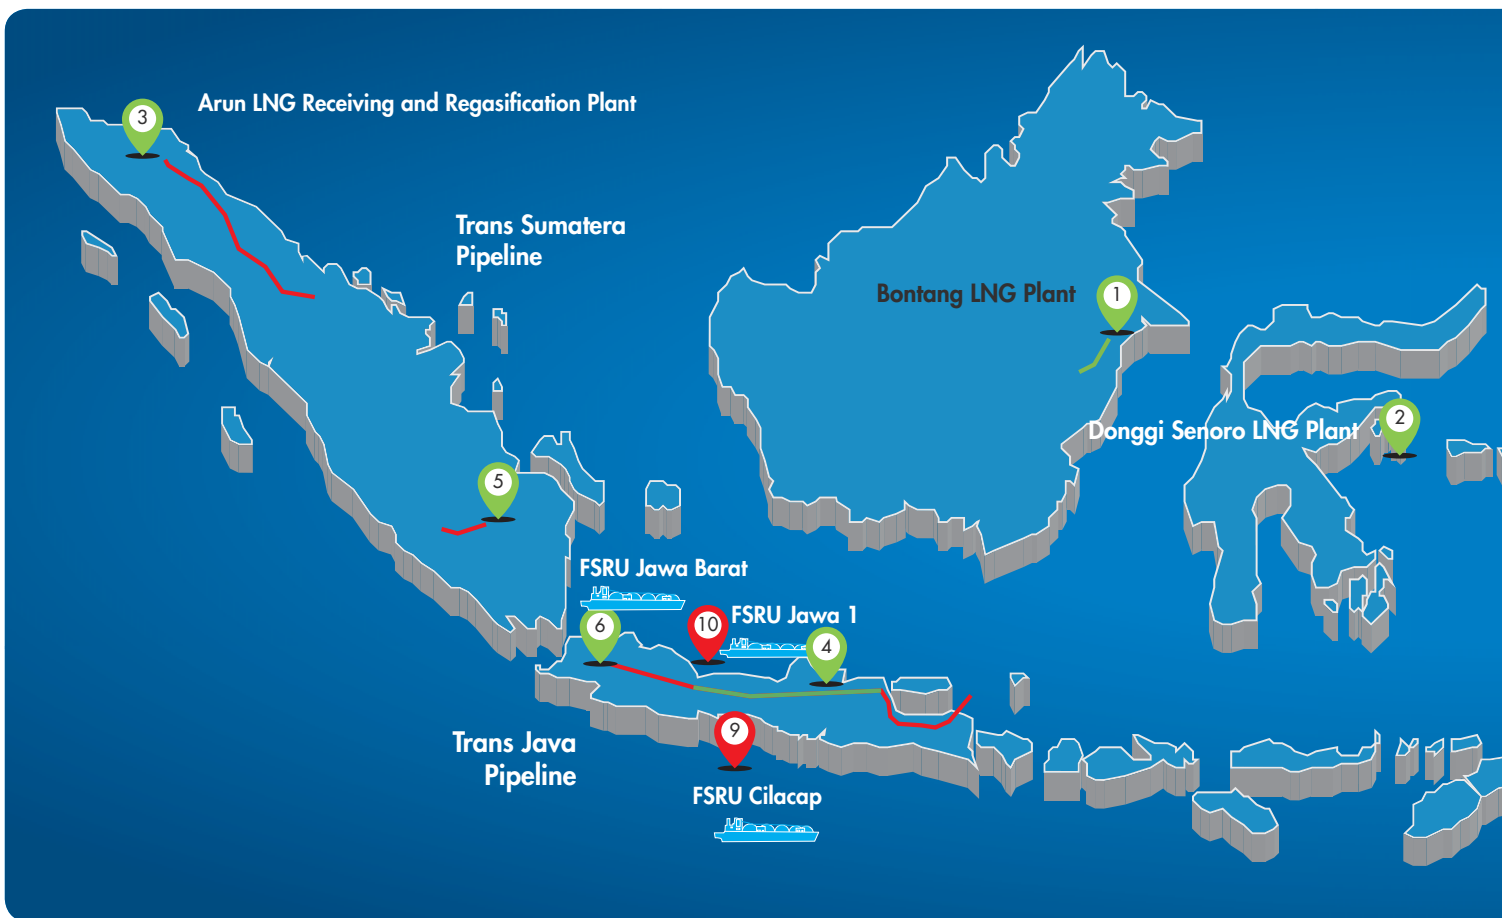 3
Arun LNG Receiving and Regasification Plant
Trans Sumatera
Pipeline
Bontang LNG Plant
1
Donggi Senoro LNG Plant
2
5
FSRU Jawa Barat
6
10
FSRU Jawa 1
4
Trans Java
Pipeline
9
FSRU Cilacap